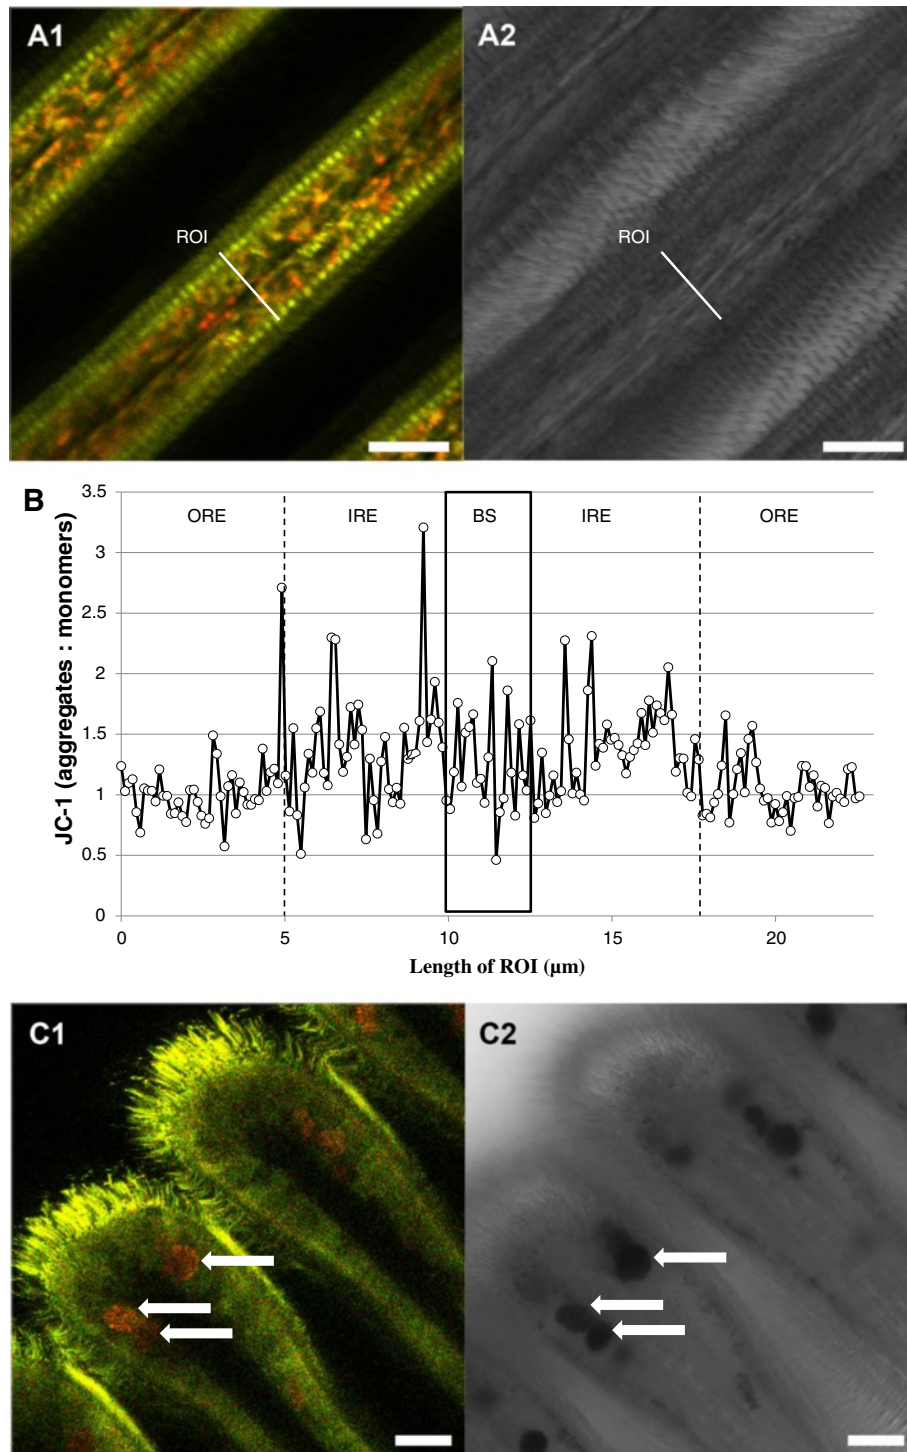 A1
A2
ROI
ROI
B
JC-1 (aggregates : monomers)
3.5
3
2.5
2
1.5
1
0.5
0
ORE
IRE
BS
IRE
ORE
0
5
10
15
20
Length of ROI (µm)
C1
C2